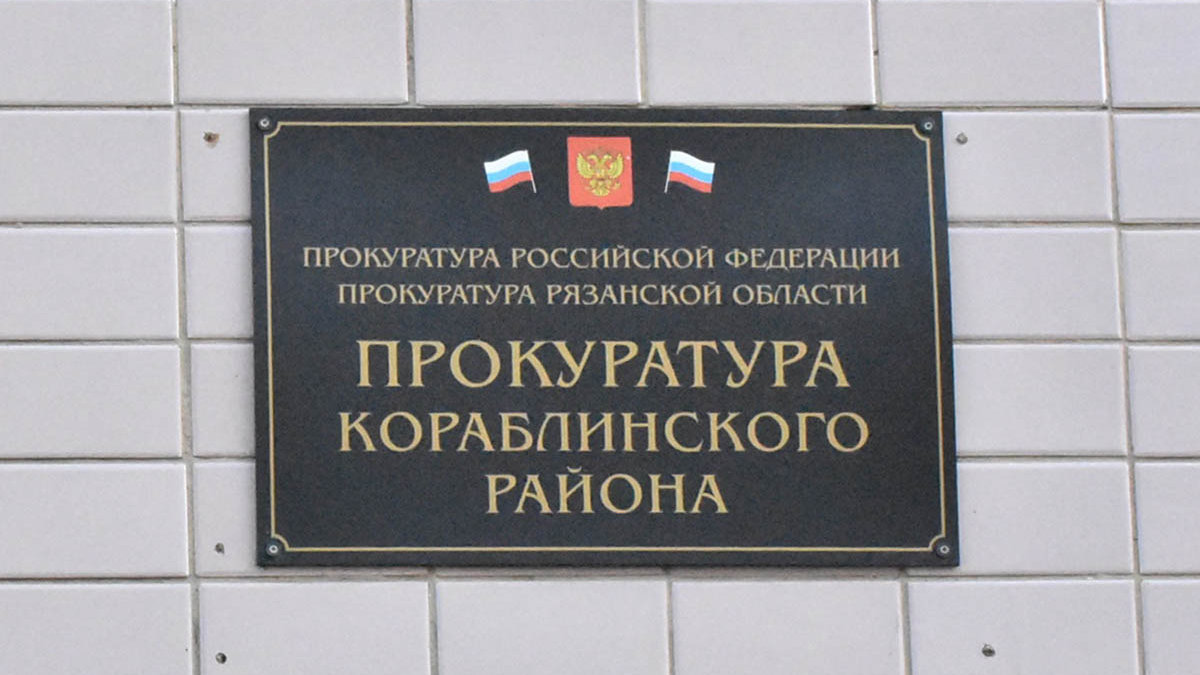 ПРОКУРАТУРА РОССИЙСКОЙ ФЕДЕРАЦИИ
ПРОКУРАТУРА РЯЗАНСКОЙ ОБЛАСТИ
ПРОКУРАТУРА
КОРАБЛИНСКОГО
РАЙОНА